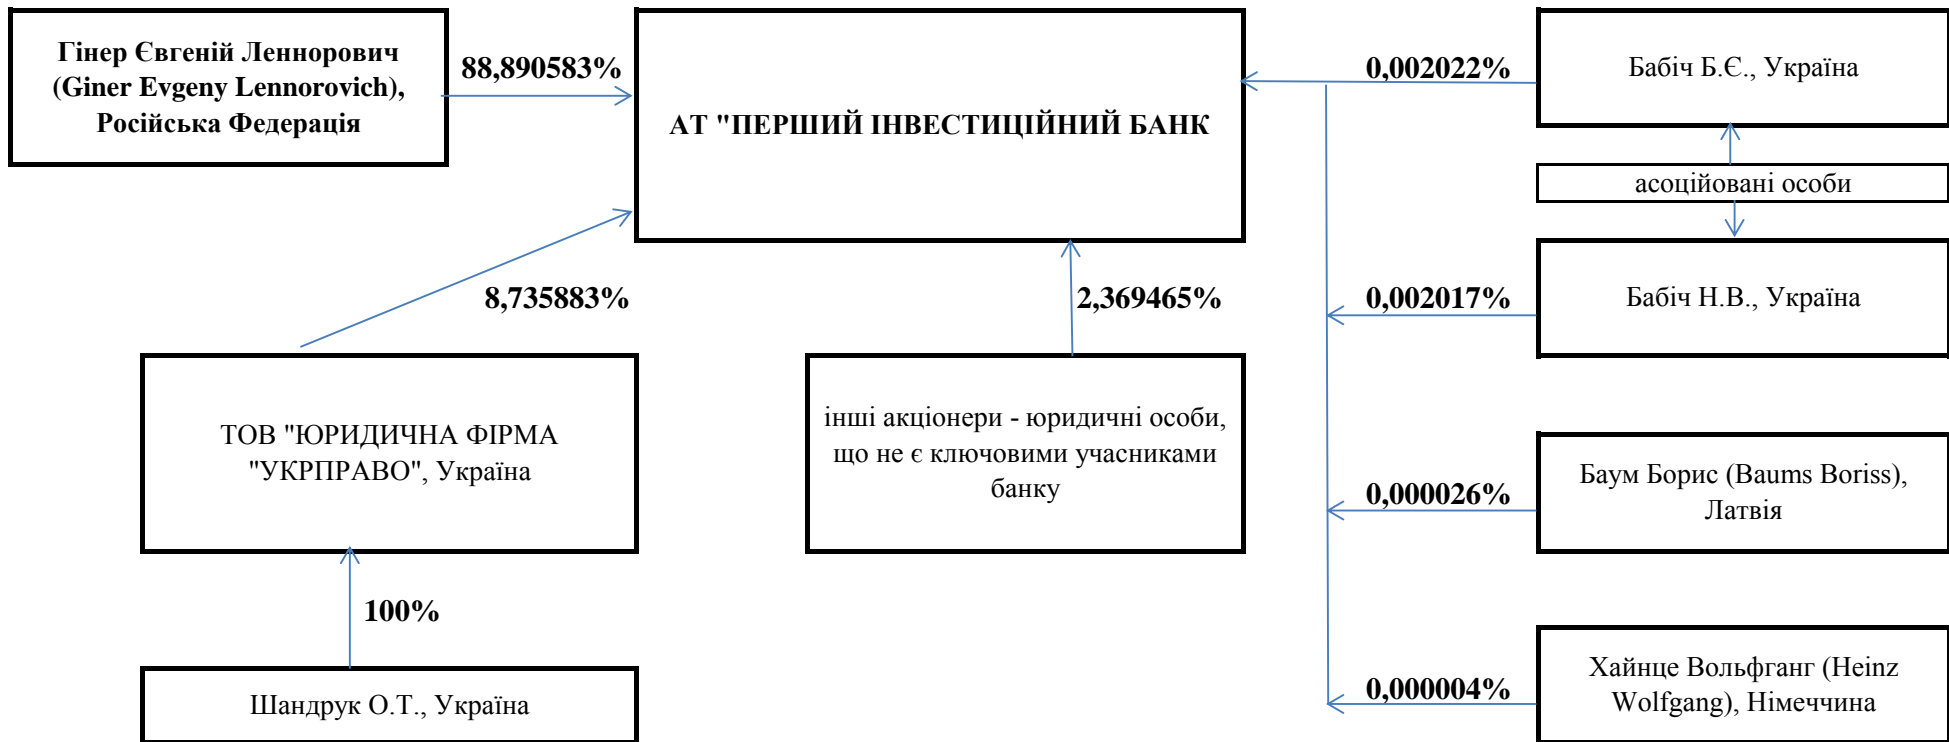 Гінер Євгеній Леннорович
(Giner Evgeny Lennorovich),
Російська Федерація
88,890583%
АТ "ПЕРШИЙ ІНВЕСТИЦІЙНИЙ БАНК
0,002022%
Бабіч Б.Є., Україна
асоційовані особи
8,735883%
2,369465%
0,002017%
Бабіч Н.В., Україна
ТОВ "ЮРИДИЧНА ФІРМА
"УКРПРАВО", Україна
інші акціонери - юридичні особи,
що не є ключовими учасниками
банку
0,000026%
Баум Борис (Baums Boriss),
Латвія
100%
Шандрук О.Т., Україна
0,000004%
Хайнце Вольфганг (Heinz
Wolfgang), Німеччина